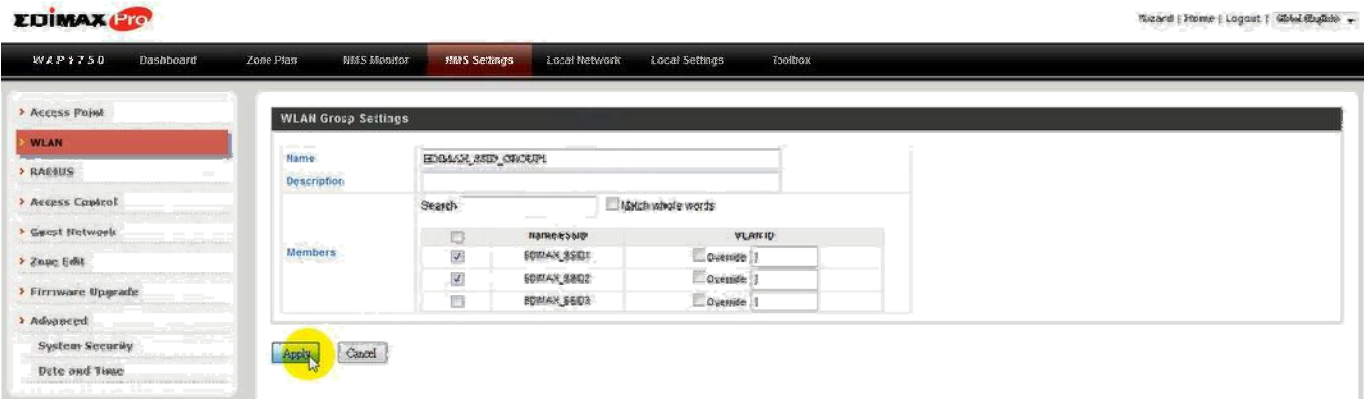 EDIMAX Pro
Wizard | Home | Logout | Global (English)
WAP1750 Dashboard Zone Plan NMS Monitor NMS Settings Local Network Local Settings Toolbox
Access Point
WLAN
RADIUS
Access Control
Guest Network
Zone Edit
Firmware Upgrade
Advanced
System Security
Date and Time
WLAN Group Settings
Name EDIMAX_SSID_GROUP1
Description
Search Match whole words
Members
Name/ESSID VLAN ID
EDIMAX_SSID1 Override 1
EDIMAX_SSID2 Override 1
EDIMAX_SSID3 Override 1
Apply Cancel